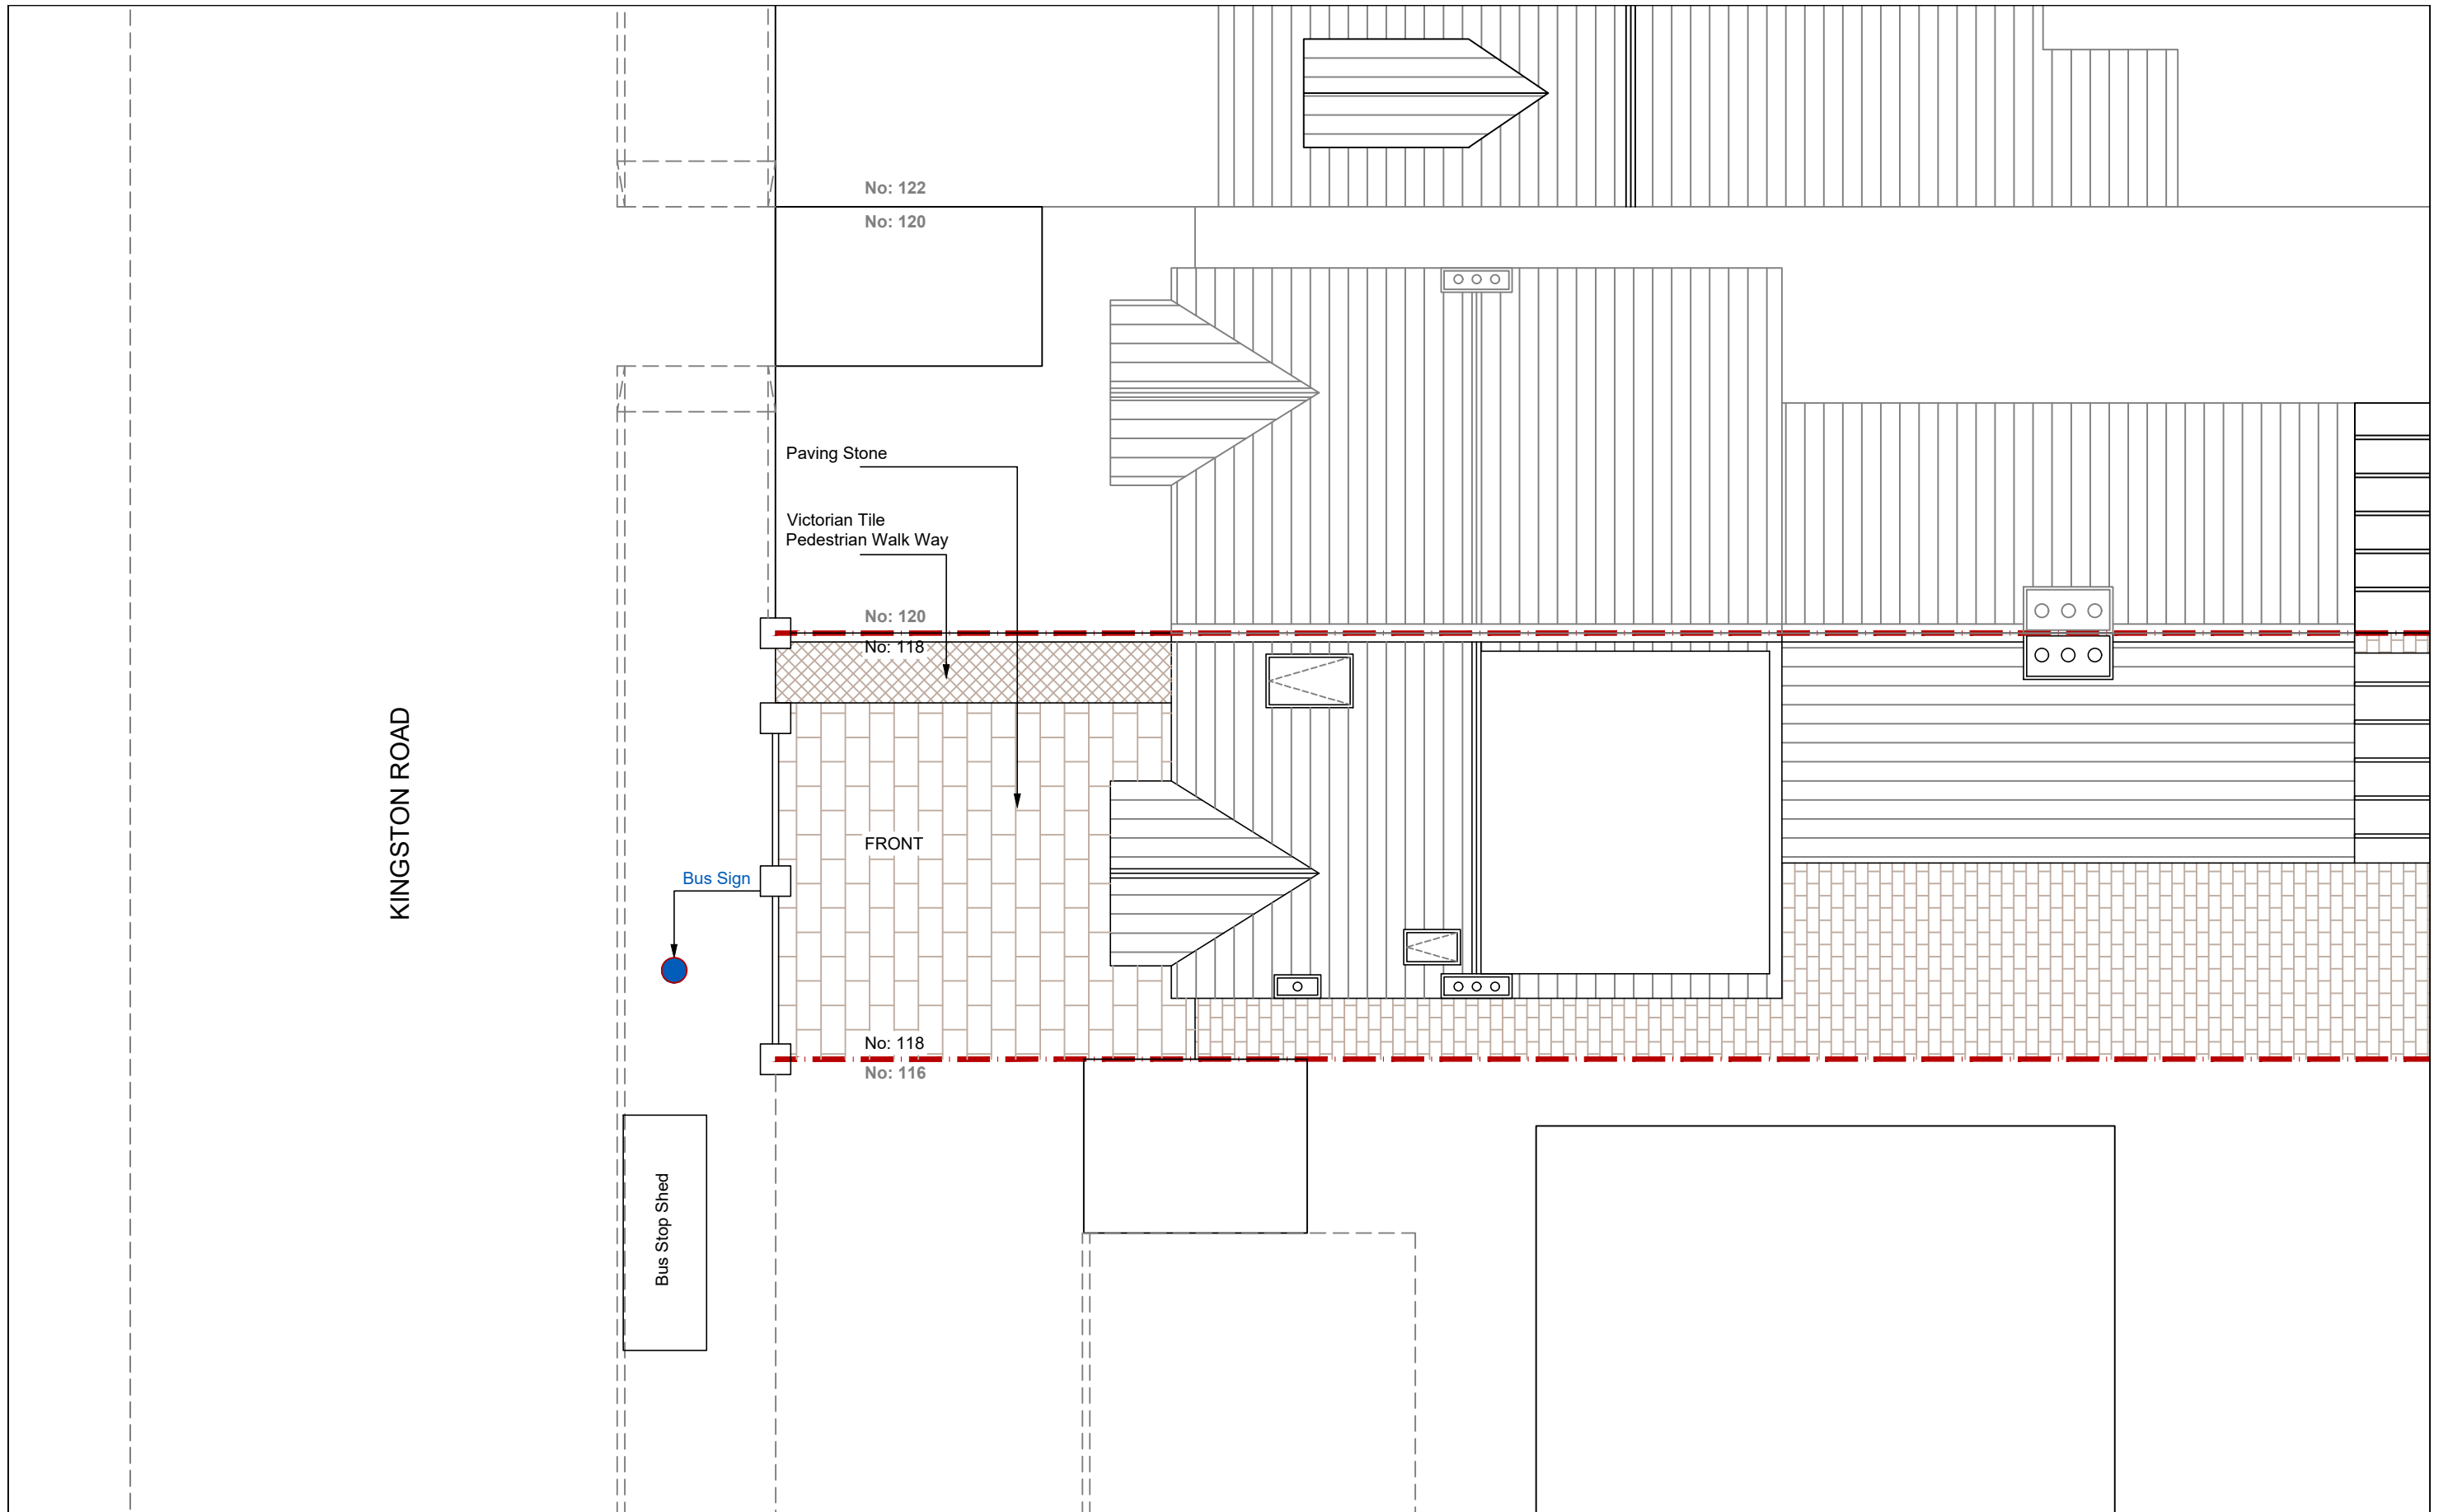 No: 122
No: 120
Paving Stone
Victorian Tile
Pedestrian Walk Way
No: 120
No: 118
KINGSTON ROAD
FRONT
Bus Sign
No: 118
No: 116
Bus Stop Shed